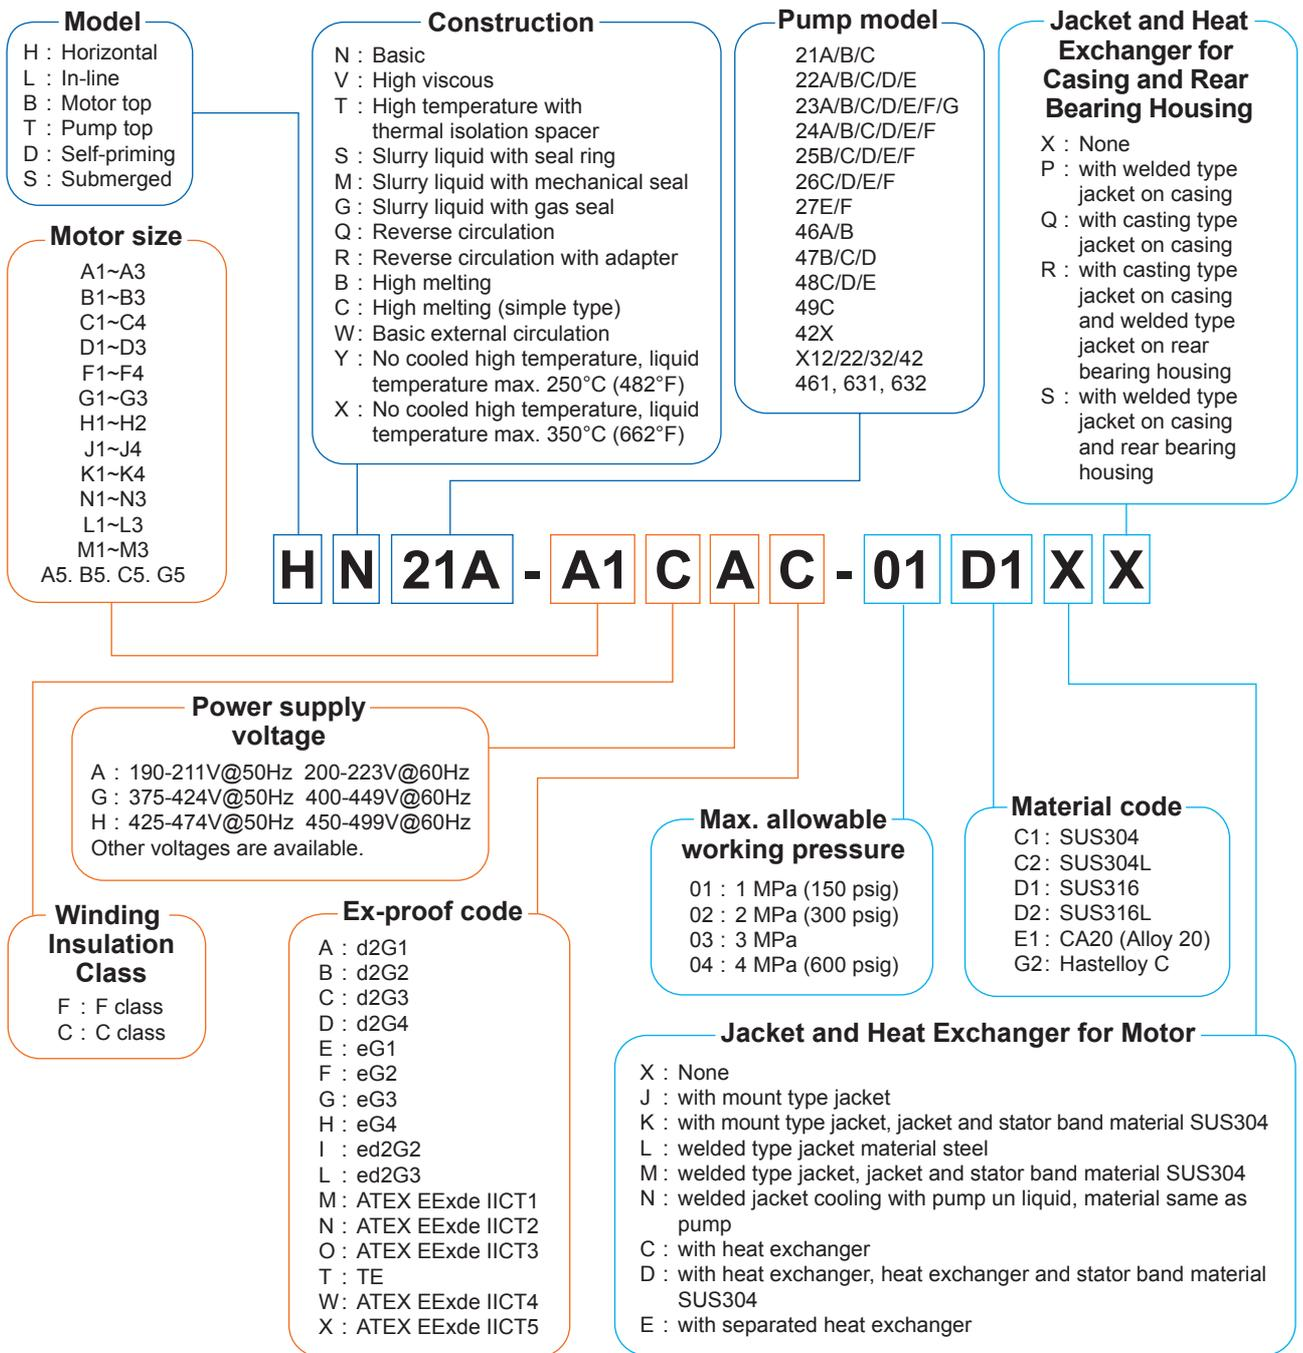 Model
H : Horizontal
L : In-line
B : Motor top
T : Pump top
D : Self-priming
S : Submerged
Construction
N : Basic
V : High viscous
T : High temperature with
thermal isolation spacer
S : Slurry liquid with seal ring
M : Slurry liquid with mechanical seal
G : Slurry liquid with gas seal
Q : Reverse circulation
R : Reverse circulation with adapter
B : High melting
C : High melting (simple type)
W : Basic external circulation
Y : No cooled high temperature, liquid
temperature max. 250°C (482°F)
X : No cooled high temperature, liquid
temperature max. 350°C (662°F)
Pump model
21A/B/C
22A/B/C/D/E
23A/B/C/D/E/F/G
24A/B/C/D/E/F
25B/C/D/E/F
26C/D/E/F
27E/F
46A/B
47B/C/D
48C/D/E
49C
42X
X12/22/32/42
461, 631, 632
Jacket and Heat
Exchanger for
Casing and Rear
Bearing Housing
X : None
P : with welded type
jacket on casing
Q : with casting type
jacket on casing
R : with casting type
jacket on casing
and welded type
jacket on rear
bearing housing
S : with welded type
jacket on casing
and rear bearing
housing
Motor size
A1~A3
B1~B3
C1~C4
D1~D3
F1~F4
G1~G3
H1~H2
J1~J4
K1~K4
N1~N3
L1~L3
M1~M3
A5. B5. C5. G5
H N 21A - A1 C A C - 01 D1 X X
Power supply
voltage
A : 190-211V@50Hz 200-223V@60Hz
G : 375-424V@50Hz 400-449V@60Hz
H : 425-474V@50Hz 450-499V@60Hz
Other voltages are available.
Winding
Insulation
Class
F : F class
C : C class
Ex-proof code
A : d2G1
B : d2G2
C : d2G3
D : d2G4
E : eG1
F : eG2
G : eG3
H : eG4
I : ed2G2
L : ed2G3
M : ATEX EExde IICT1
N : ATEX EExde IICT2
O : ATEX EExde IICT3
T : TE
W : ATEX EExde IICT4
X : ATEX EExde IICT5
Max. allowable
working pressure
01 : 1 MPa (150 psig)
02 : 2 MPa (300 psig)
03 : 3 MPa
04 : 4 MPa (600 psig)
Material code
C1 : SUS304
C2 : SUS304L
D1 : SUS316
D2 : SUS316L
E1 : CA20 (Alloy 20)
G2 : Hastelloy C
Jacket and Heat Exchanger for Motor
X : None
J : with mount type jacket
K : with mount type jacket, jacket and stator band material SUS304
L : welded type jacket material steel
M : welded type jacket, jacket and stator band material SUS304
N : welded jacket cooling with pump un liquid, material same as
pump
C : with heat exchanger
D : with heat exchanger, heat exchanger and stator band material
SUS304
E : with separated heat exchanger